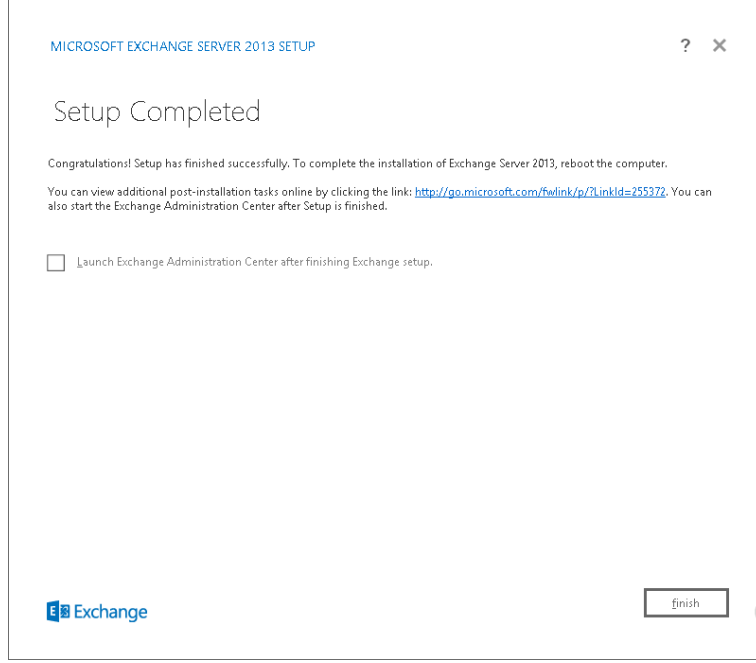 MICROSOFT EXCHANGE SERVER 2013 SETUP
? ×
Setup Completed
Congratulations! Setup has finished successfully. To complete the installation of Exchange Server 2013, reboot the computer.
You can view additional post-installation tasks online by clicking the link: http://go.microsoft.com/fwlink/p/?LinkId=255372. You can
also start the Exchange Administration Center after Setup is finished.
Launch Exchange Administration Center after finishing Exchange setup.
E Exchange
finish